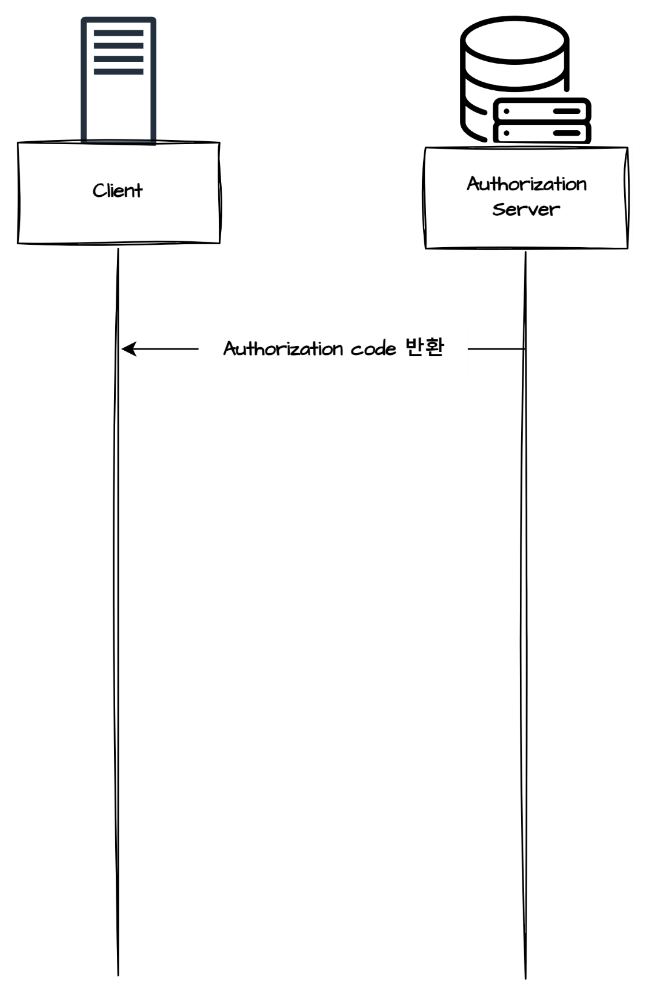 Client
Authorization
Server
Authorization code 반환